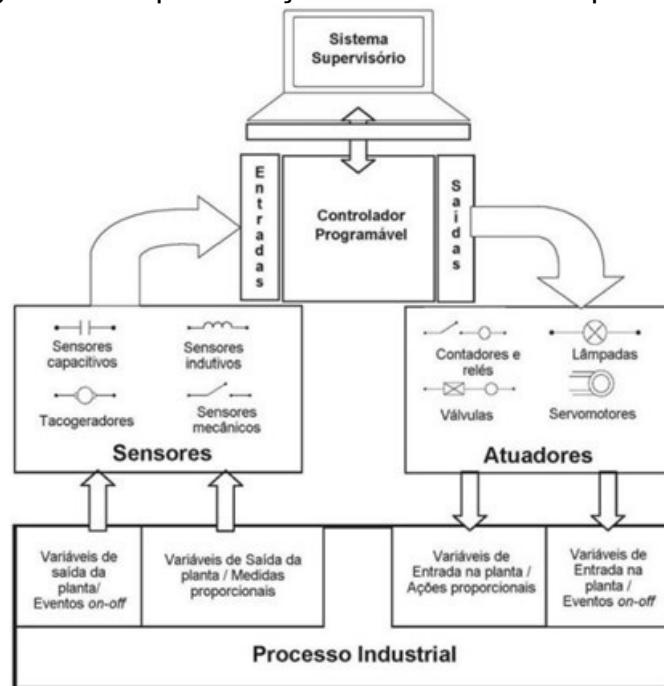 Sistema
Supervisório
Entradas
Controlador
Programável
Saídas
Sensores
capacitivos
Sensores
indutivos
Tacogeradores
Sensores
mecânicos
Sensores
Contadores e
relés
Lâmpadas
Válvulas
Servomotores
Atuadores
Variáveis de
saída da
planta/
Eventos on-off
Variáveis de Saída da
planta / Medidas
proporcionais
Variáveis de
Entrada na planta /
Ações proporcionais
Variáveis de
Entrada na
planta /
Eventos on-off
Processo Industrial